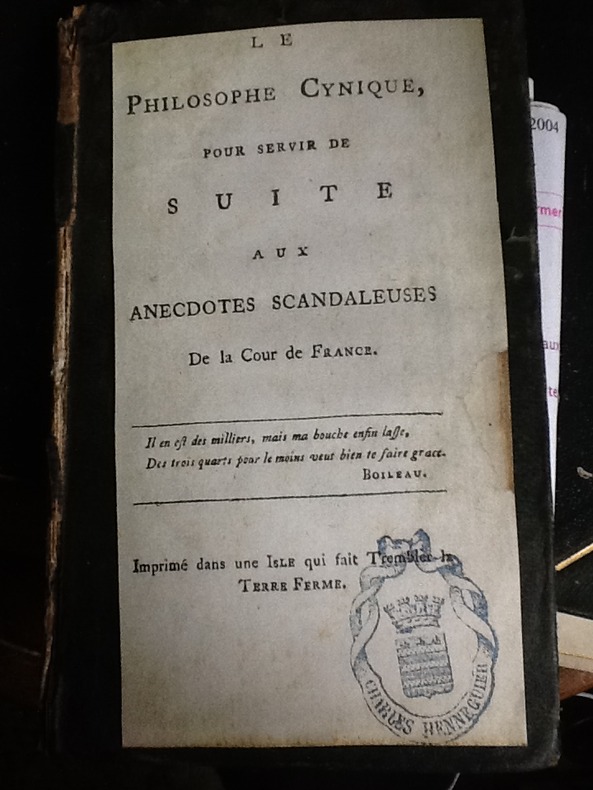 LE
PHILOSOPHE CYNIQUE,
POUR SERVIR DE
SUITE
AUX
ANECDOTES SCANDALEUSES
De la Cour de FRANCE.
Il en eſt des milliers, mais ma bouche enfin laſſe,
Des trois quarts pour le moins veut bien te faire grace.
BOILEAU.
Imprimé dans une ISLE qui fait Trembler la
TERRE FERME.
CHARLES HENNEGUIER
2004